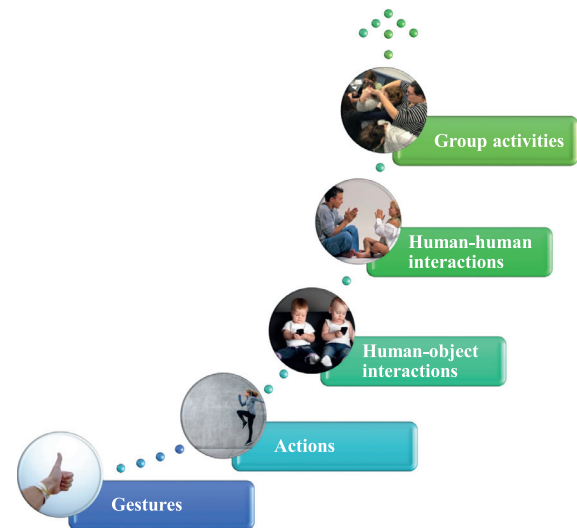 Group activities
Human-human
interactions
Human-object
interactions
Actions
Gestures